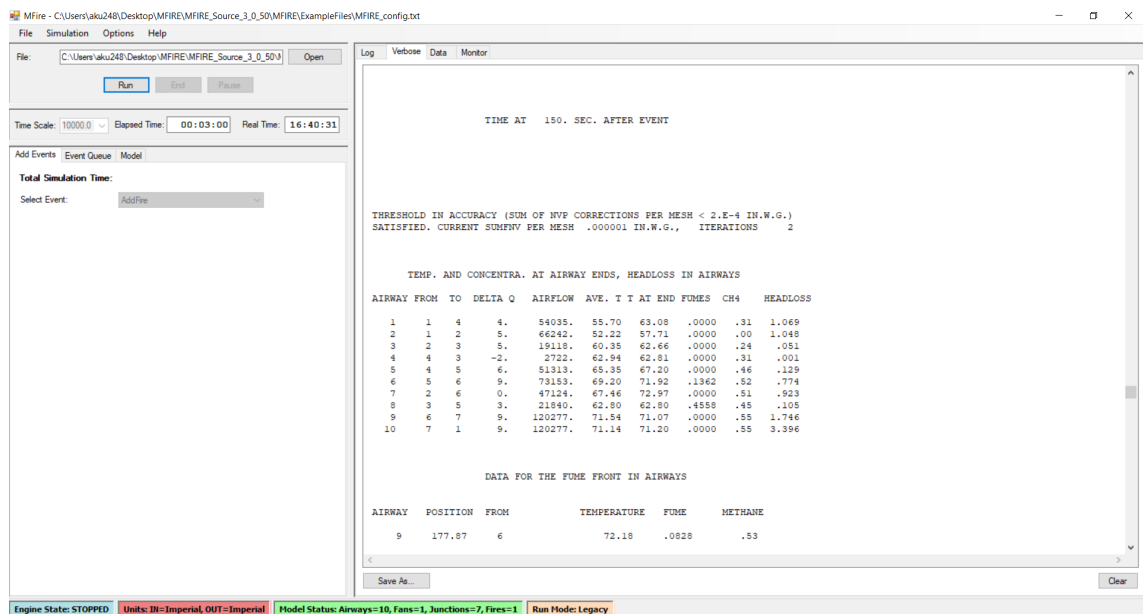 MFire - C:\Users\aku248\Desktop\MFIRE\MFIRE_Source_3_0_50\MFIRE\ExampleFiles\MFIRE_config.txt
File Simulation Options Help
File: C:\Users\aku248\Desktop\MFIRE\MFIRE_Source_3_0_50\ Open
Run End Pause
Time Scale: 10000.0 Elapsed Time: 00:03:00 Real Time: 16:40:31
Add Events Event Queue Model
Total Simulation Time:
Select Event: AddFire
Log Verbose Data Monitor
TIME AT 150. SEC. AFTER EVENT
THRESHOLD IN ACCURACY (SUM OF NVP CORRECTIONS PER MESH < 2.E-4 IN.W.G.)
SATISFIED. CURRENT SUMFNV PER MESH .000001 IN.W.G., ITERATIONS 2
TEMP. AND CONCENTRA. AT AIRWAY ENDS, HEADLOSS IN AIRWAYS
AIRWAY FROM TO DELTA Q AIRFLOW AVE. T T AT END FUMES CH4 HEADLOSS
1 1 4 4. 54035. 55.70 63.08 .0000 .31 1.069
2 1 2 5. 66242. 52.22 57.71 .0000 .00 1.048
3 2 3 5. 19118. 60.35 62.66 .0000 .24 .051
4 4 3 -2. 2722. 62.94 62.81 .0000 .31 .001
5 4 5 6. 51313. 65.35 67.20 .0000 .46 .129
6 5 6 9. 73153. 69.20 71.92 .1362 .52 .774
7 2 6 0. 47124. 67.46 72.97 .0000 .51 .923
8 3 5 3. 21840. 62.80 62.80 .4558 .45 .105
9 6 7 9. 120277. 71.54 71.07 .0000 .55 1.746
10 7 1 9. 120277. 71.14 71.20 .0000 .55 3.396
DATA FOR THE FUME FRONT IN AIRWAYS
AIRWAY POSITION FROM TEMPERATURE FUME METHANE
9 177.87 6 72.18 .0828 .53
Save As... Clear
Engine State: STOPPED Units: IN=Imperial, OUT=Imperial Model Status: Airways=10, Fans=1, Junctions=7, Fires=1 Run Mode: Legacy